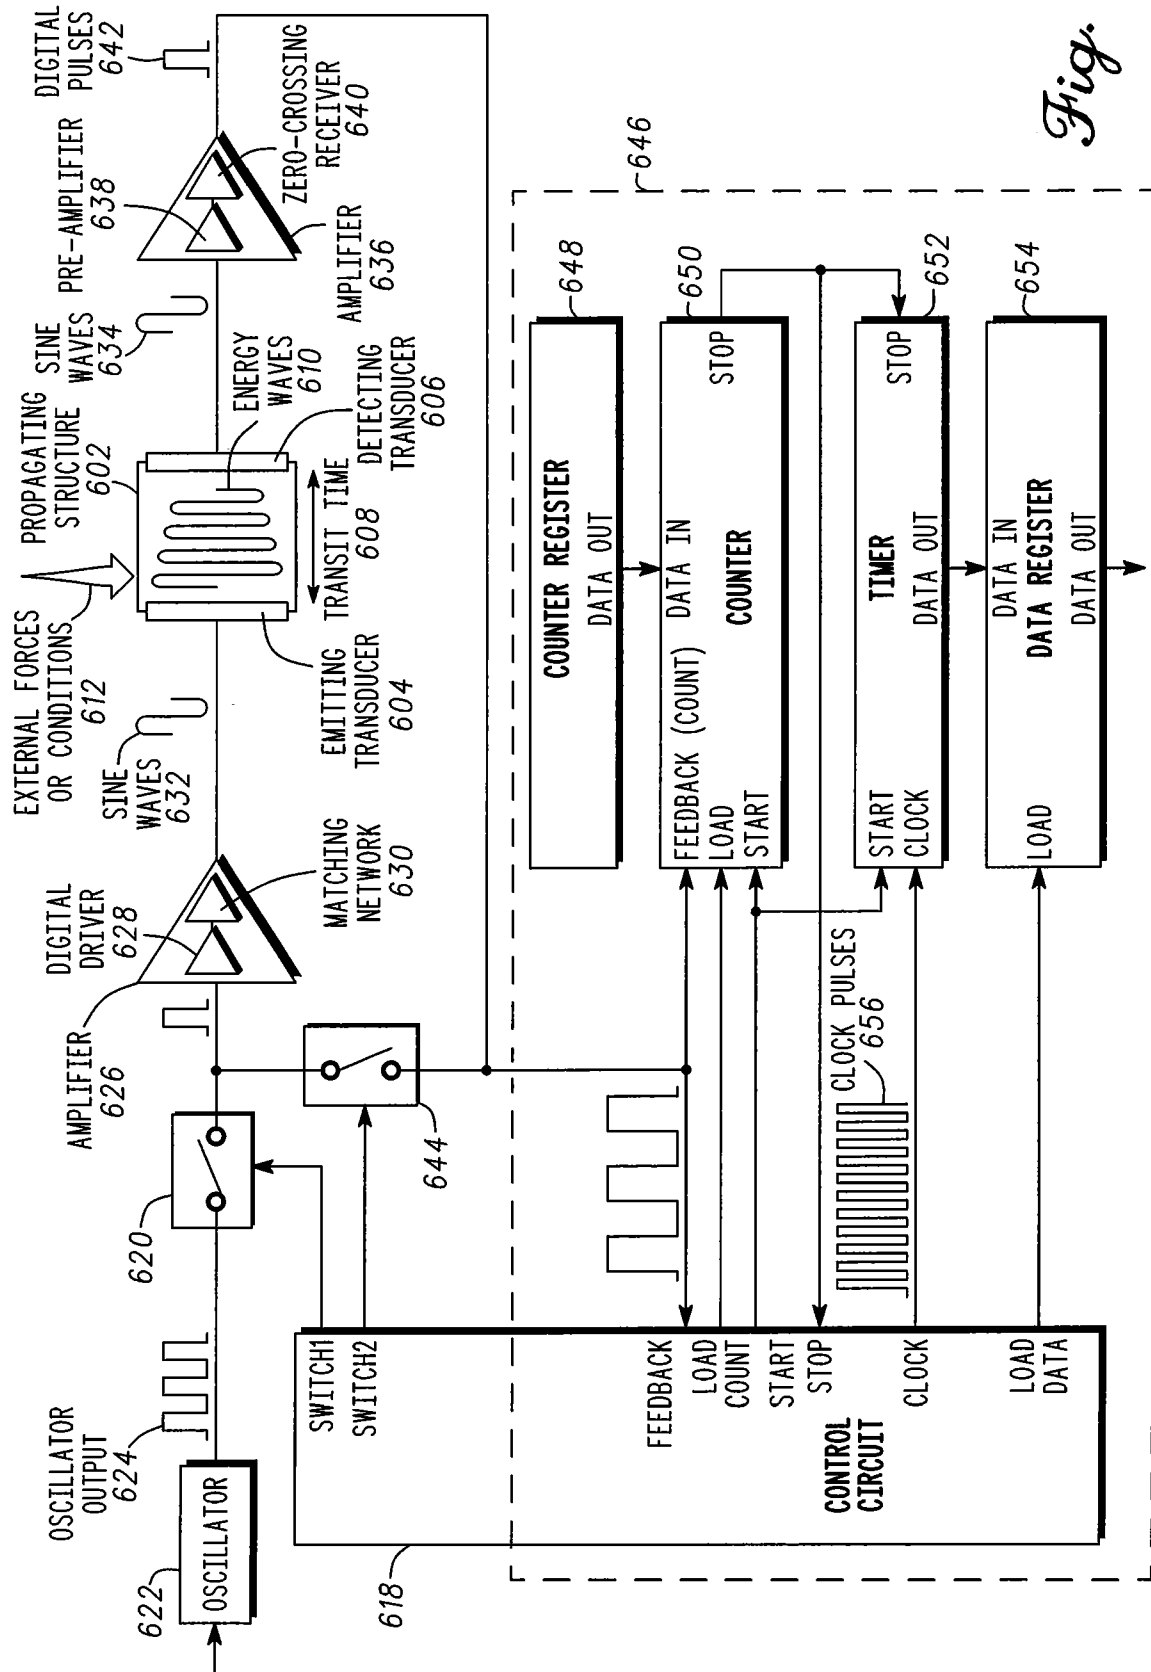 OSCILLATOR
OUTPUT
624
622
OSCILLATOR
620
AMPLIFIER
626
DIGITAL
DRIVER
628
MATCHING
NETWORK
630
644
EXTERNAL FORCES
OR CONDITIONS
612
SINE
WAVES
632
EMITTING
TRANSDUCER
604
PROPAGATING
STRUCTURE
602
TRANSIT TIME
608
ENERGY
WAVES
610
DETECTING
TRANSDUCER
606
SINE
WAVES
634
PRE-AMPLIFIER
638
AMPLIFIER
636
ZERO-CROSSING
RECEIVER
640
DIGITAL
PULSES
642
618
SWITCH1
SWITCH2
FEEDBACK
LOAD
COUNT
START
STOP
CLOCK
LOAD
DATA
CONTROL
CIRCUIT
CLOCK PULSES
656
646
COUNTER REGISTER
DATA OUT
648
FEEDBACK (COUNT)
LOAD
START
DATA IN
COUNTER
STOP
650
START
CLOCK
TIMER
DATA OUT
STOP
652
LOAD
DATA IN
DATA REGISTER
DATA OUT
654
Fig.